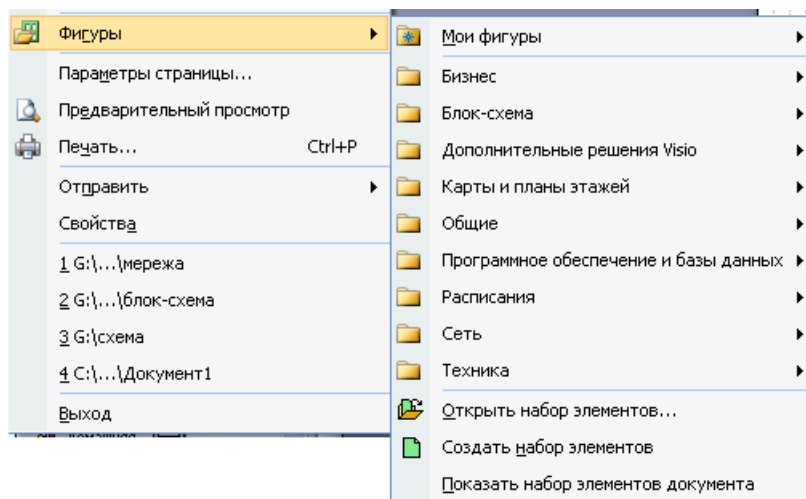 Фигуры
Параметры страницы...
Предварительный просмотр
Печать... Ctrl+P
Отправить
Свойства
1 G:\...\мережа
2 G:\...\блок-схема
3 G:\схема
4 C:\...\Документ1
Выход
Мои фигуры
Бизнес
Блок-схема
Дополнительные решения Visio
Карты и планы этажей
Общие
Программное обеспечение и базы данных
Расписания
Сеть
Техника
Открыть набор элементов...
Создать набор элементов
Показать набор элементов документа